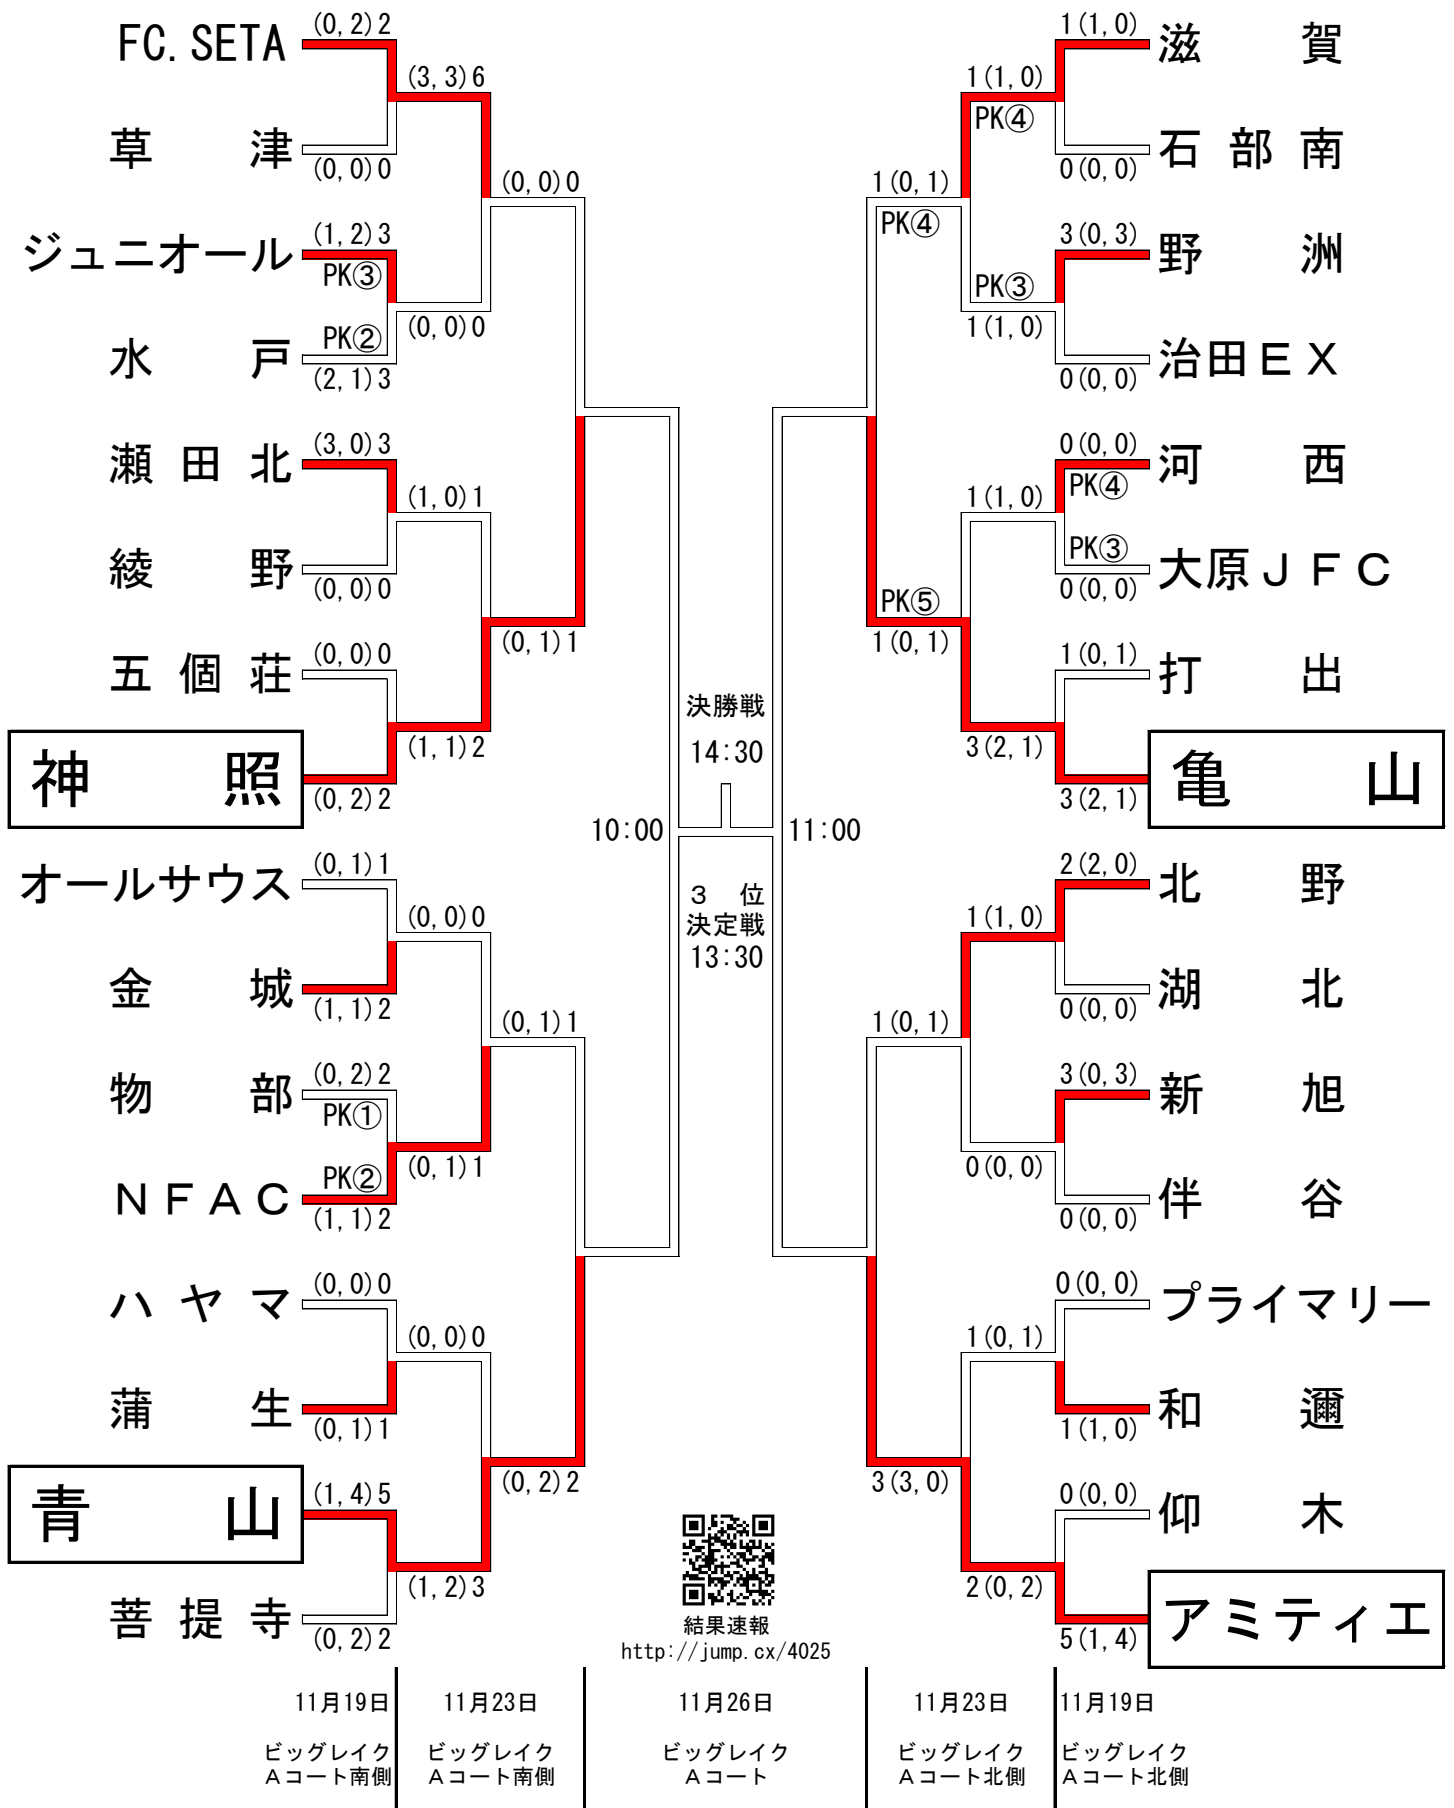 FC.SETA
(0,2)2
(3,3)6
草津
(0,0)0
(0,0)0
ジュニオール
(1,2)3
PK③
水戸
PK②
(2,1)3
(0,0)0
瀬田北
(3,0)3
(1,0)1
綾野
(0,0)0
(0,1)1
五個荘
(0,0)0
神照
(0,2)2
(1,1)2
オールサウス
(0,1)1
(0,0)0
金城
(1,1)2
(0,1)1
物部
(0,2)2
PK①
NFAC
PK②
(1,1)2
(0,1)1
ハヤマ
(0,0)0
(0,0)0
蒲生
(0,1)1
(0,2)2
青山
(1,4)5
菩提寺
(0,2)2
(1,2)3
決勝戦
14:30
10:00
11:00
3位
決定戦
13:30
1(1,0)
滋賀
1(1,0)
PK④
石部南
0(0,0)
1(0,1)
PK④
3(0,3)
野洲
PK③
1(1,0)
治田EX
0(0,0)
0(0,0)
河西
PK④
1(1,0)
PK③
大原JFC
0(0,0)
PK⑤
1(0,1)
1(0,1)
打出
3(2,1)
亀山
3(2,1)
2(2,0)
北野
1(1,0)
湖北
0(0,0)
1(0,1)
3(0,3)
新旭
0(0,0)
伴谷
0(0,0)
0(0,0)
プライマリー
1(0,1)
和邇
1(1,0)
3(3,0)
0(0,0)
仰木
2(0,2)
アミティエ
5(1,4)
結果速報
http://jump.cx/4025
11月19日
11月23日
11月26日
11月23日
11月19日
ビッグレイク
Aコート南側
ビッグレイク
Aコート南側
ビッグレイク
Aコート
ビッグレイク
Aコート北側
ビッグレイク
Aコート北側